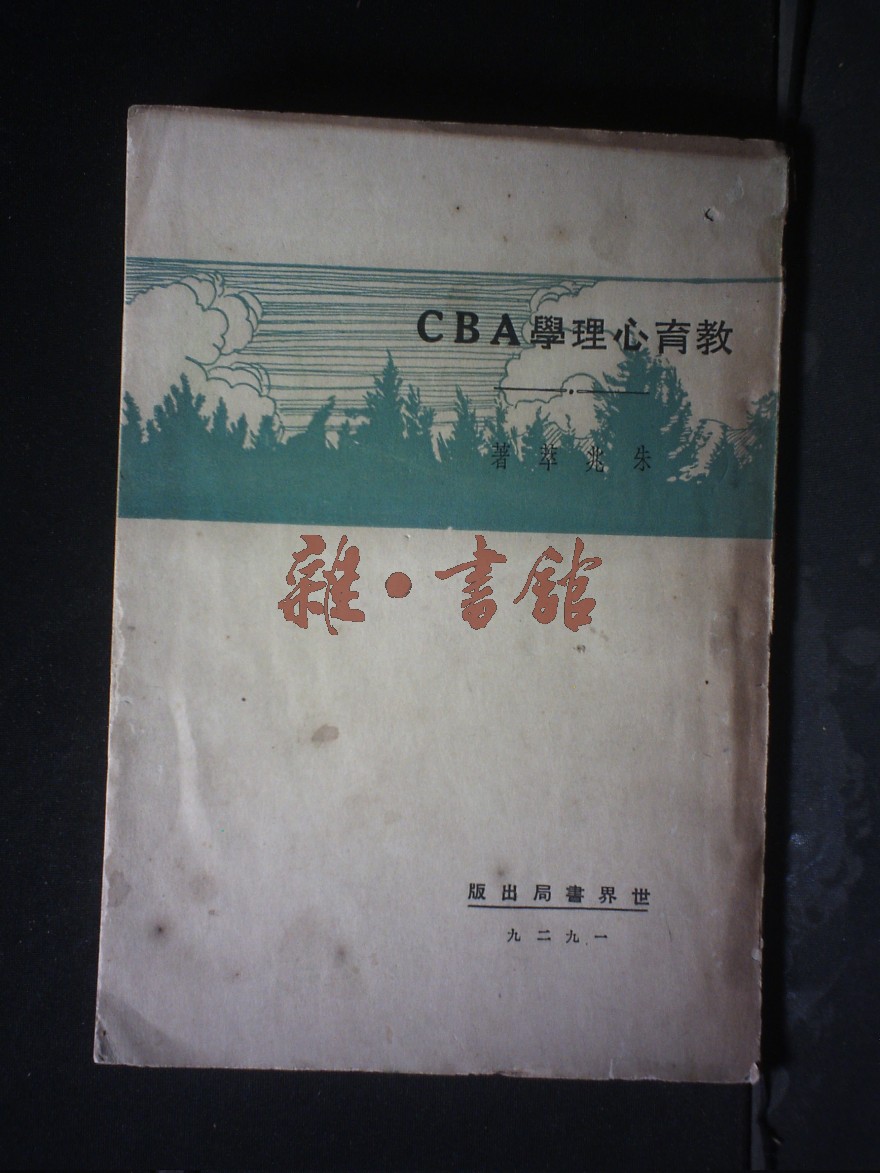 教育心理學ABC
朱兆萃著
雜·書館
世界書局出版
一九二九